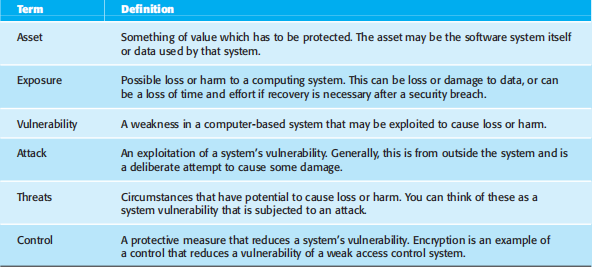 Term Definition
Asset Something of value which has to be protected. The asset may be the software system itself
or data used by that system.
Exposure Possible loss or harm to a computing system. This can be loss or damage to data, or can
be a loss of time and effort if recovery is necessary after a security breach.
Vulnerability A weakness in a computer-based system that may be exploited to cause loss or harm.
Attack An exploitation of a system's vulnerability. Generally, this is from outside the system and is
a deliberate attempt to cause some damage.
Threats Circumstances that have potential to cause loss or harm. You can think of these as a
system vulnerability that is subjected to an attack.
Control A protective measure that reduces a system's vulnerability. Encryption is an example of
a control that reduces a vulnerability of a weak access control system.